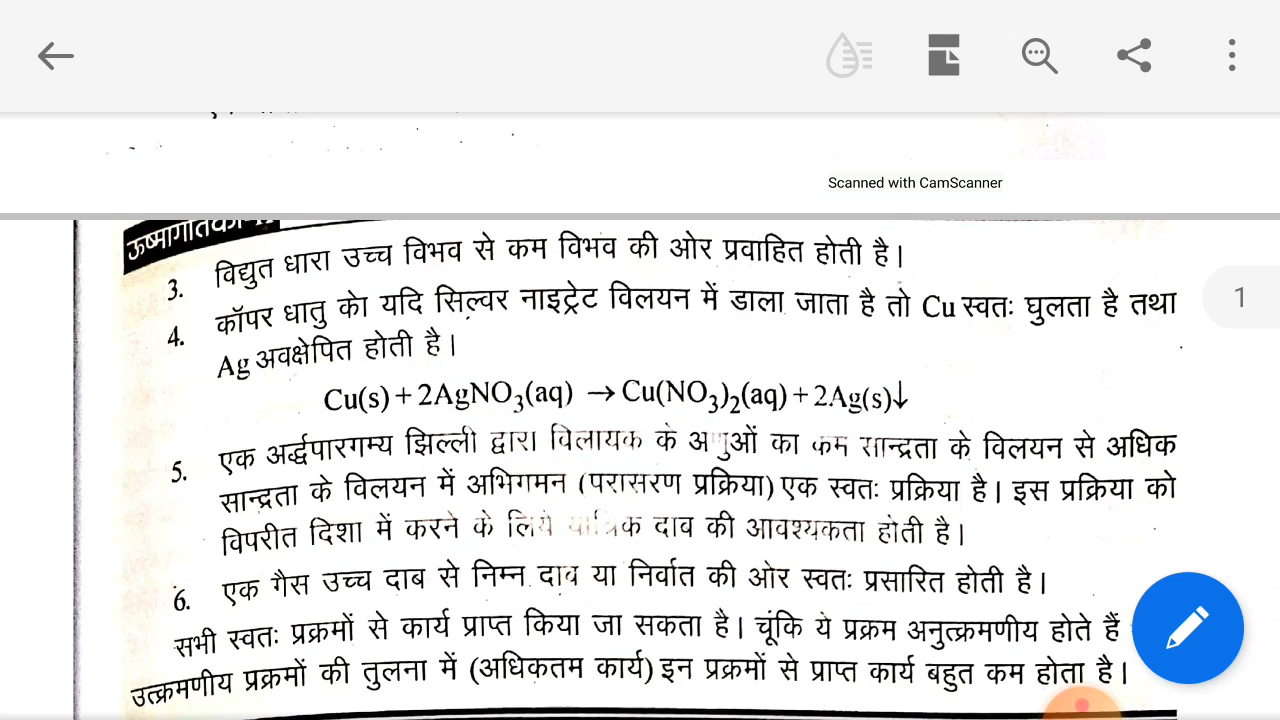 Scanned with CamScanner
3. विद्युत धारा उच्च विभव से कम विभव की ओर प्रवाहित होती है।
1
4. कॉपर धातु केा यदि सिल्वर नाइट्रेट विलयन में डाला जाता है तो Cu स्वतः घुलता है तथा
Ag अवक्षेपित होती है।
Cu(s) + 2AgNO₃(aq) → Cu(NO₃)₂(aq) + 2Ag(s)↓
5. एक अर्द्धपारगम्य झिल्ली द्वारा विलायक के अणुओं का कम सान्द्रता के विलयन से अधिक
सान्द्रता के विलयन में अभिगमन (परासरण प्रक्रिया) एक स्वतः प्रक्रिया है। इस प्रक्रिया को
विपरीत दिशा में करने के लिये यांत्रिक दाव की आवश्यकता होती है।
6. एक गैस उच्च दाब से निम्न दाव या निर्वात की ओर स्वतः प्रसारित होती है।
सभी स्वतः प्रक्रमों से कार्य प्राप्त किया जा सकता है। चूंकि ये प्रक्रम अनुत्क्रमणीय होते हैं
उत्क्रमणीय प्रक्रमों की तुलना में (अधिकतम कार्य) इन प्रक्रमों से प्राप्त कार्य बहुत कम होता है।